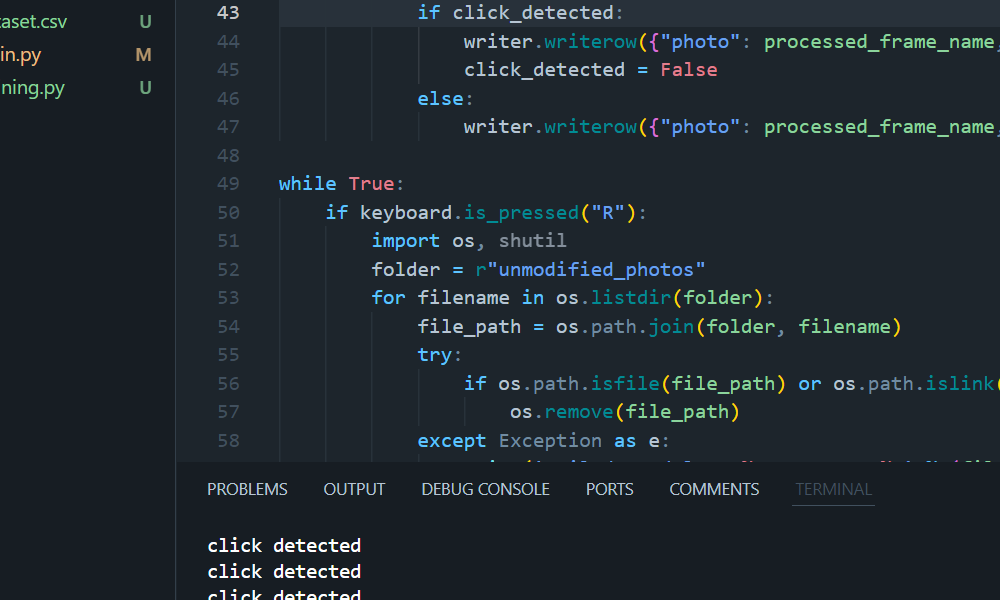 taset.csv U
in.py M
ning.py U
43 if click_detected:
44 writer.writerow({"photo": processed_frame_name,
45 click_detected = False
46 else:
47 writer.writerow({"photo": processed_frame_name,
48
49 while True:
50 if keyboard.is_pressed("R"):
51 import os, shutil
52 folder = r"unmodified_photos"
53 for filename in os.listdir(folder):
54 file_path = os.path.join(folder, filename)
55 try:
56 if os.path.isfile(file_path) or os.path.islink(
57 os.remove(file_path)
58 except Exception as e:
PROBLEMS OUTPUT DEBUG CONSOLE PORTS COMMENTS TERMINAL
click detected
click detected
click detected